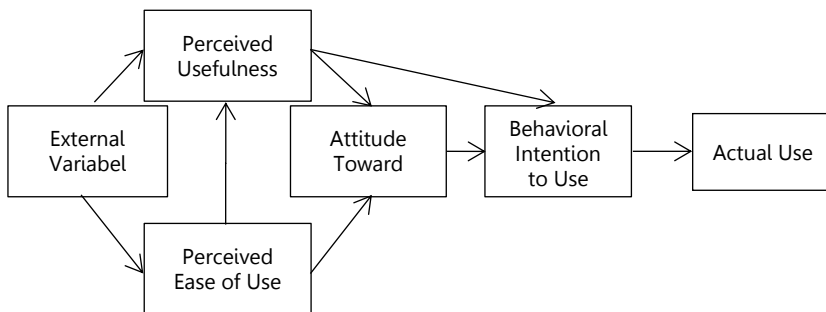 Perceived
Usefulness
External
Variabel
Attitude
Toward
Behavioral
Intention
to Use
Actual Use
Perceived
Ease of Use